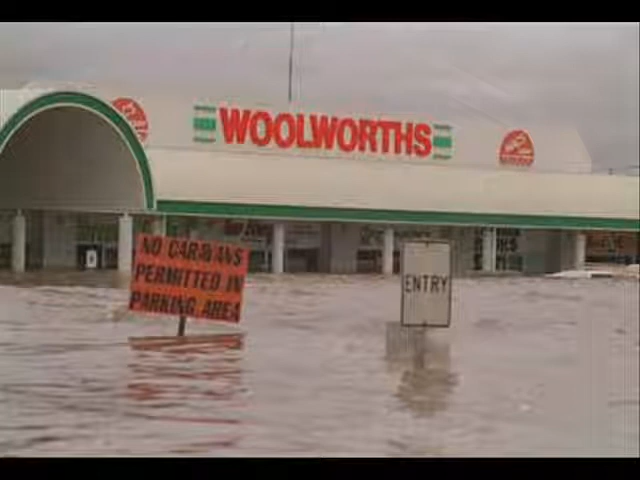 WOOLWORTHS
NO CARAVANS
PERMITTED IN
PARKING AREA
ENTRY